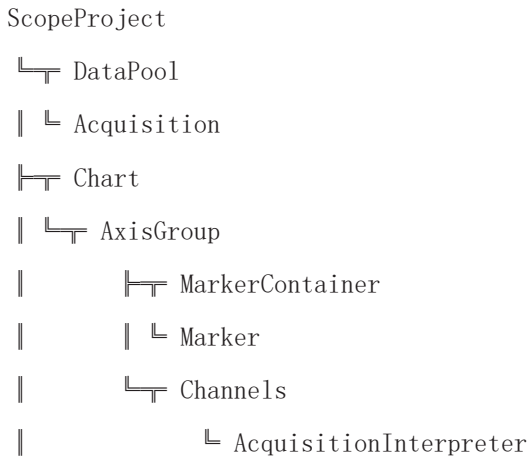 ScopeProject
╚╦ DataPool
║ ╚ Acquisition
╠╦ Chart
║ ╚╦ AxisGroup
║ ╠╦ MarkerContainer
║ ║ ╚ Marker
║ ╚╦ Channels
║ ╚ AcquisitionInterpreter